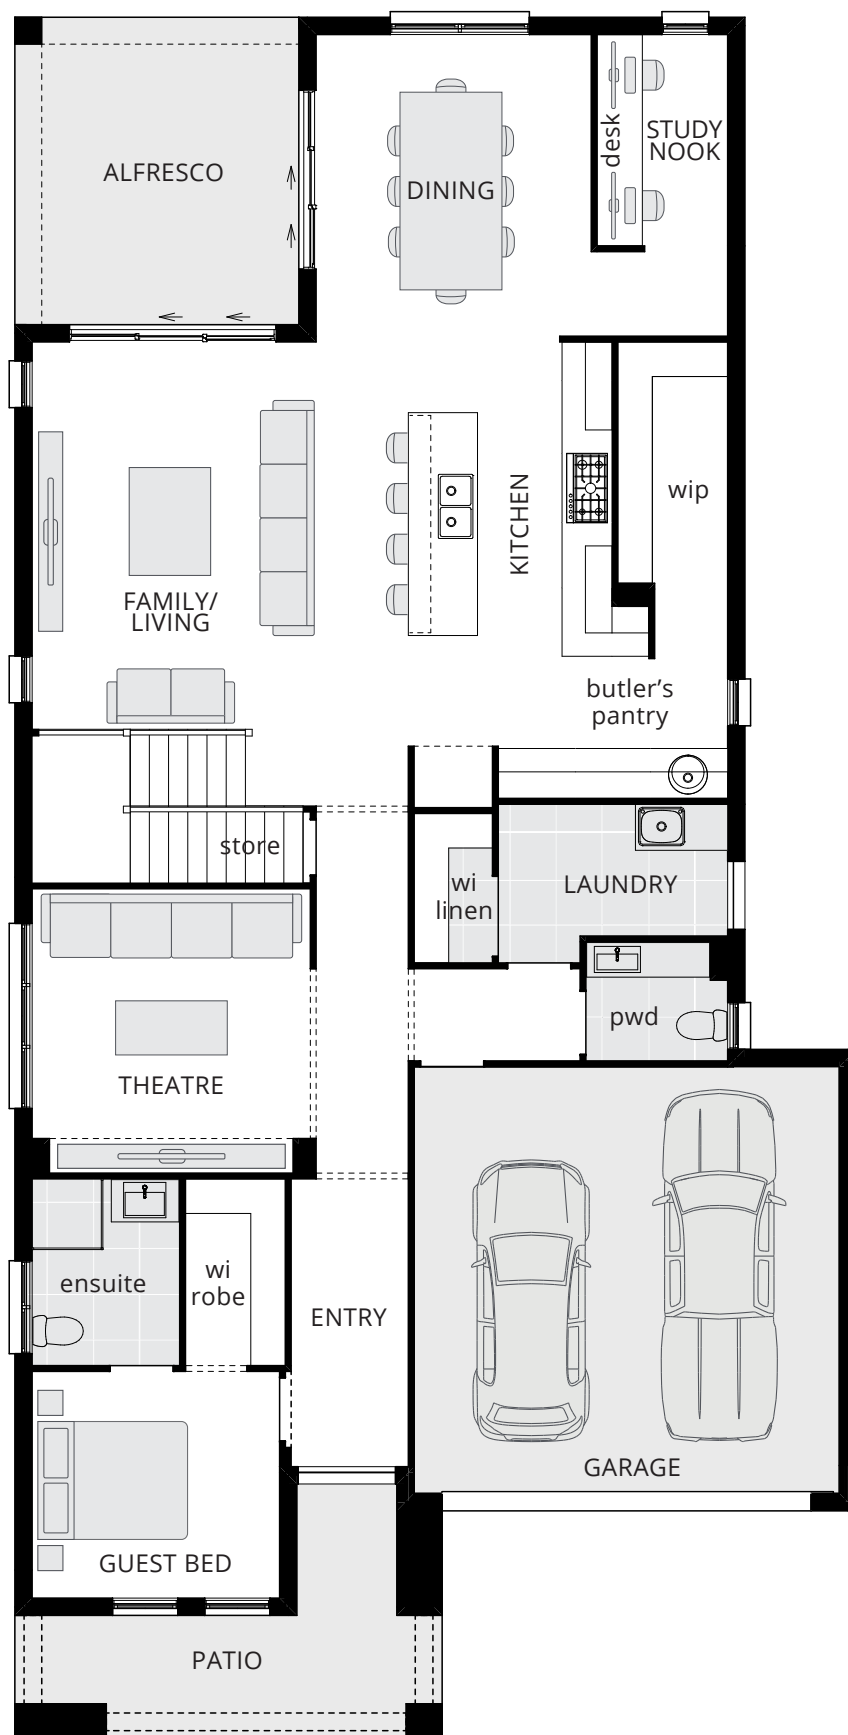 ALFRESCO
DINING
desk
STUDY
NOOK
KITCHEN
wip
FAMILY/
LIVING
butler's
pantry
store
wi
linen
LAUNDRY
pwd
THEATRE
ensuite
wi
robe
ENTRY
GARAGE
GUEST BED
PATIO